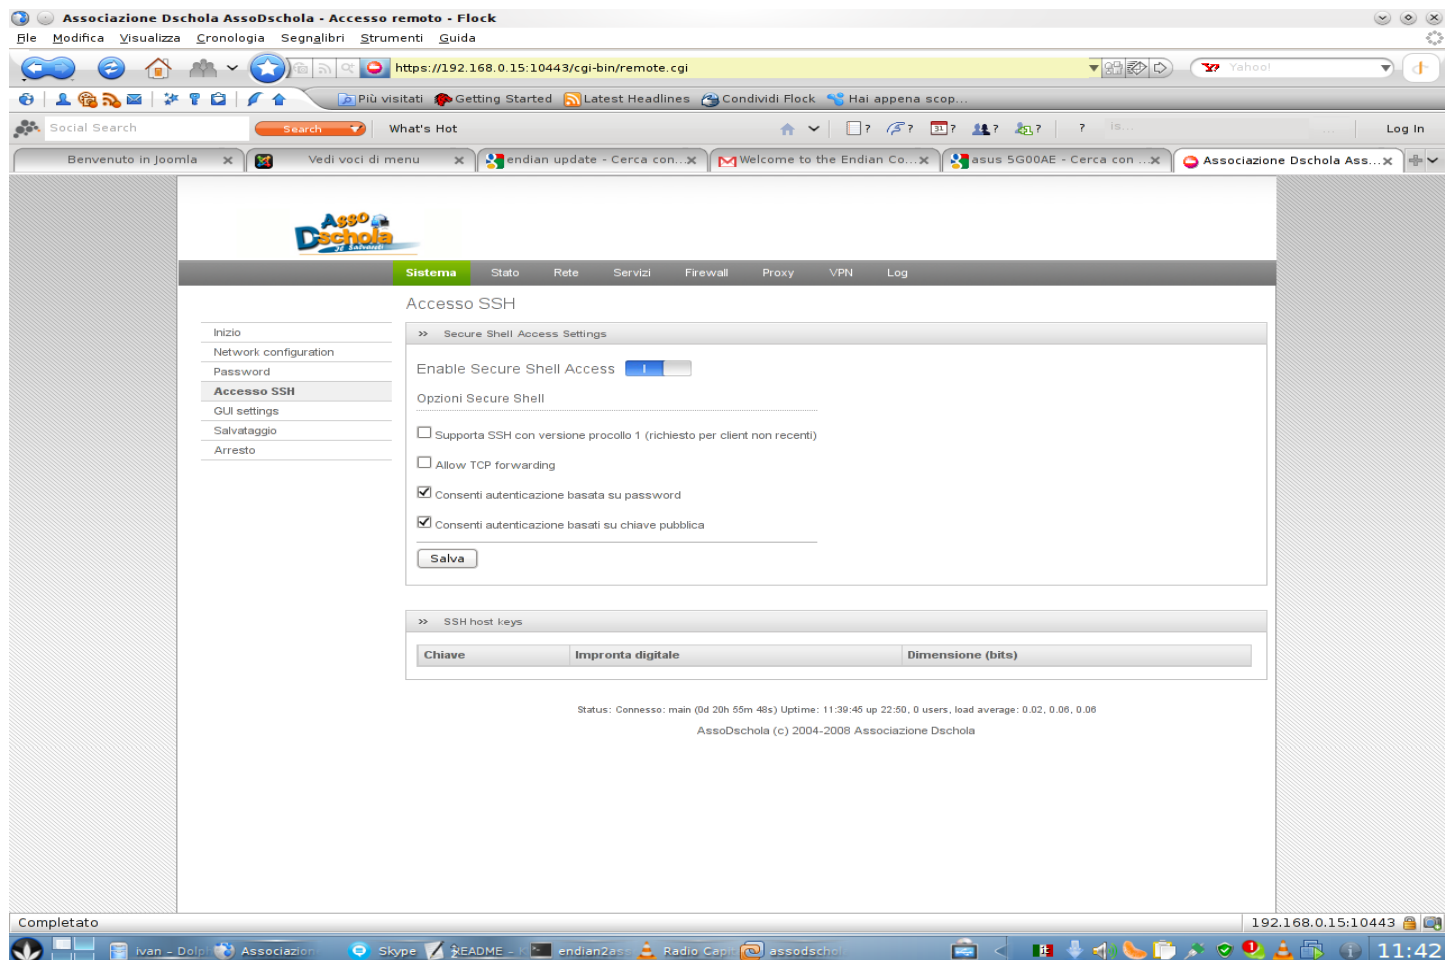 Associazione Dschola AssoDschola - Accesso remoto - Flock
File Modifica Visualizza Cronologia Segnalibri Strumenti Guida
https://192.168.0.15:10443/cgi-bin/remote.cgi
Yahoo!
Più visitati Getting Started Latest Headlines Condividi Flock Hai appena scop...
Social Search
Search
What's Hot
31
? ? ? ? ? ? is... ...
Log In
Benvenuto in Joomla
Vedi voci di menu
endian update - Cerca con...
Welcome to the Endian Co...
asus 5G00AE - Cerca con ...
Associazione Dschola Ass...
Asso
Dschola
Sistema Stato Rete Servizi Firewall Proxy VPN Log
Accesso SSH
Inizio
Network configuration
Password
Accesso SSH
GUI settings
Salvataggio
Arresto
>> Secure Shell Access Settings
Enable Secure Shell Access
Opzioni Secure Shell
Supporta SSH con versione procollo 1 (richiesto per client non recenti)
Allow TCP forwarding
Consenti autenticazione basata su password
Consenti autenticazione basati su chiave pubblica
Salva
>> SSH host keys
Chiave Impronta digitale Dimensione (bits)
Status: Connesso: main (0d 20h 55m 48s) Uptime: 11:39:45 up 22:50, 0 users, load average: 0.02, 0.06, 0.06
AssoDschola (c) 2004-2008 Associazione Dschola
Completato
192.168.0.15:10443
ivan – Dolp
Associazion
Skype
README –
endian2ass
Radio Capi
assodschol
11:42